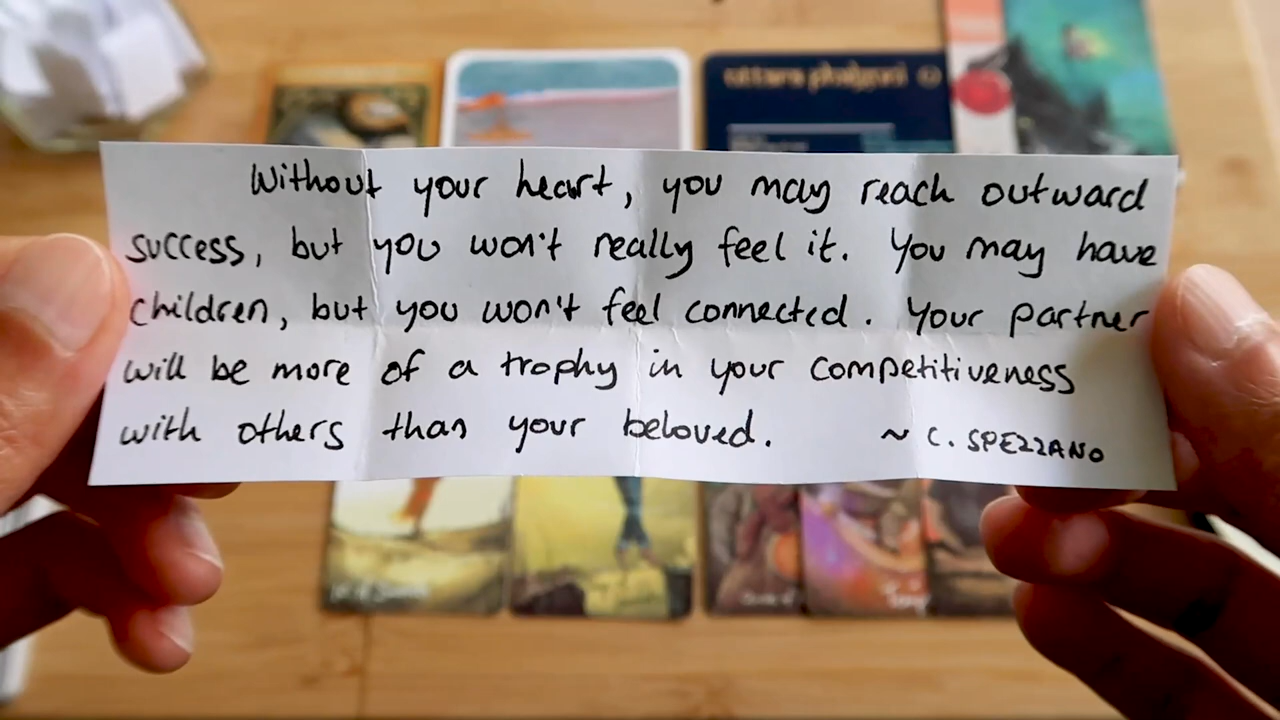 uttara phalguni
Without your heart, you may reach outward
success, but you won't really feel it. You may have
children, but you won't feel connected. Your partner
will be more of a trophy in your competitiveness
with others than your beloved. ~ C. SPEZZANO